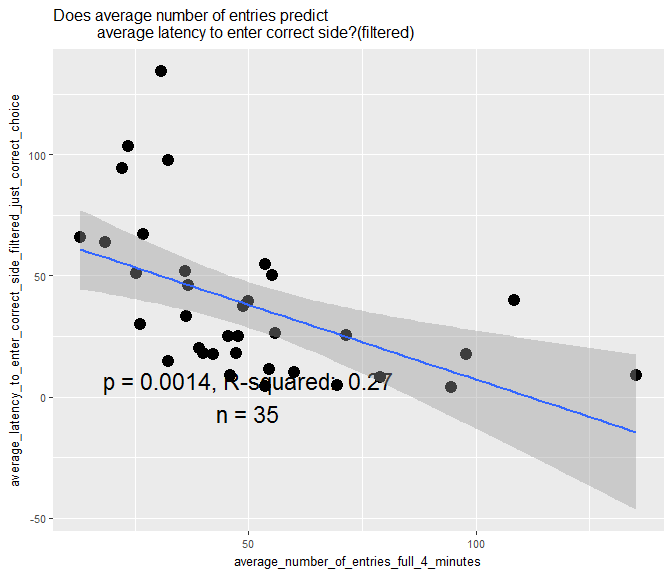 Does average number of entries predict
average latency to enter correct side?(filtered)
average_latency_to_enter_correct_side_filtered_just_correct_choice
100
50
0
-50
p = 0.0014, R-squared: 0.27
n = 35
50
100
average_number_of_entries_full_4_minutes